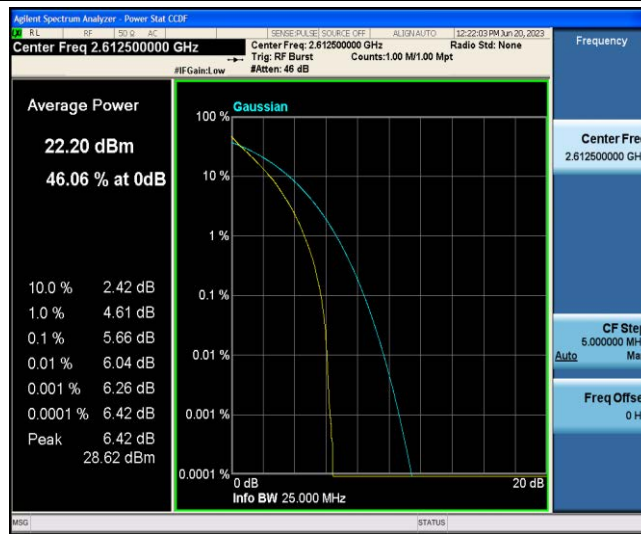 Agilent Spectrum Analyzer - Power Stat CCDF
RL RF 50 Ω AC SENSE:PULSE SOURCE OFF ALIGN AUTO 12:22:03 PM Jun 20, 2023
Center Freq 2.612500000 GHz
Center Freq: 2.612500000 GHz Radio Std: None
Trig: RF Burst Counts:1.00 M/1.00 Mpt
#IFGain:Low #Atten: 46 dB
Frequency
Average Power
22.20 dBm
46.06 % at 0dB
10.0 % 2.42 dB
1.0 % 4.61 dB
0.1 % 5.66 dB
0.01 % 6.04 dB
0.001 % 6.26 dB
0.0001 % 6.42 dB
Peak 6.42 dB
28.62 dBm
Gaussian
100 %
10 %
1 %
0.1 %
0.01 %
0.001 %
0.0001 %
0 dB 20 dB
Info BW 25.000 MHz
Center Fre
2.612500000 GH
CF Ste
5.000000 MH
Auto Ma
Freq Offse
0 H
MSG STATUS